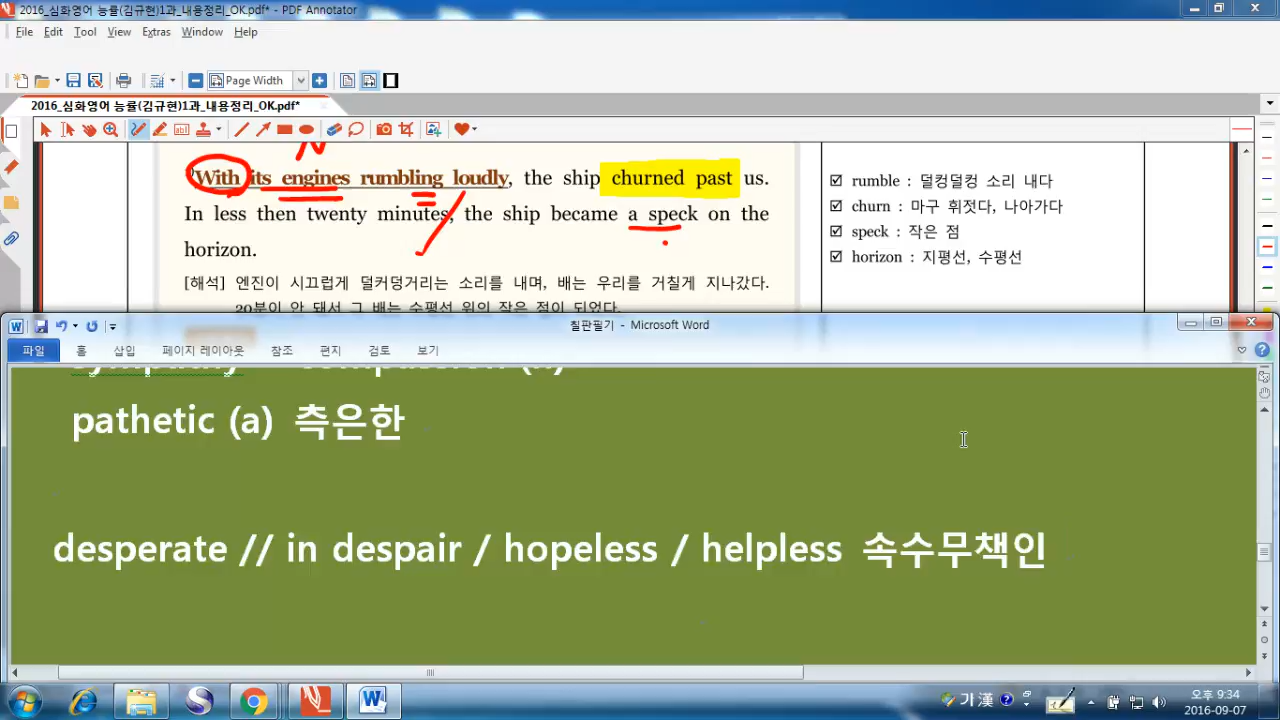 2016_심화영어 능률(김규현)1과_내용정리_OK.pdf* - PDF Annotator
File Edit Tool View Extras Window Help
Page Width
2016_심화영어 능률(김규현)1과_내용정리_OK.pdf*
With its engines rumbling loudly, the ship churned past us.
In less then twenty minutes, the ship became a speck on the
horizon.
[해석] 엔진이 시끄럽게 덜커덩거리는 소리를 내며, 배는 우리를 거칠게 지나갔다.
20분이 안 돼서 그 배는 수평선 위의 작은 점이 되었다.
rumble : 덜컹덜컹 소리 내다
churn : 마구 휘젓다, 나아가다
speck : 작은 점
horizon : 지평선, 수평선
칠판필기 - Microsoft Word
파일 홈 삽입 페이지 레이아웃 참조 편지 검토 보기
sympathy compassion (n)
pathetic (a) 측은한
desperate // in despair / hopeless / helpless 속수무책인
가 漢
오후 9:34
2016-09-07